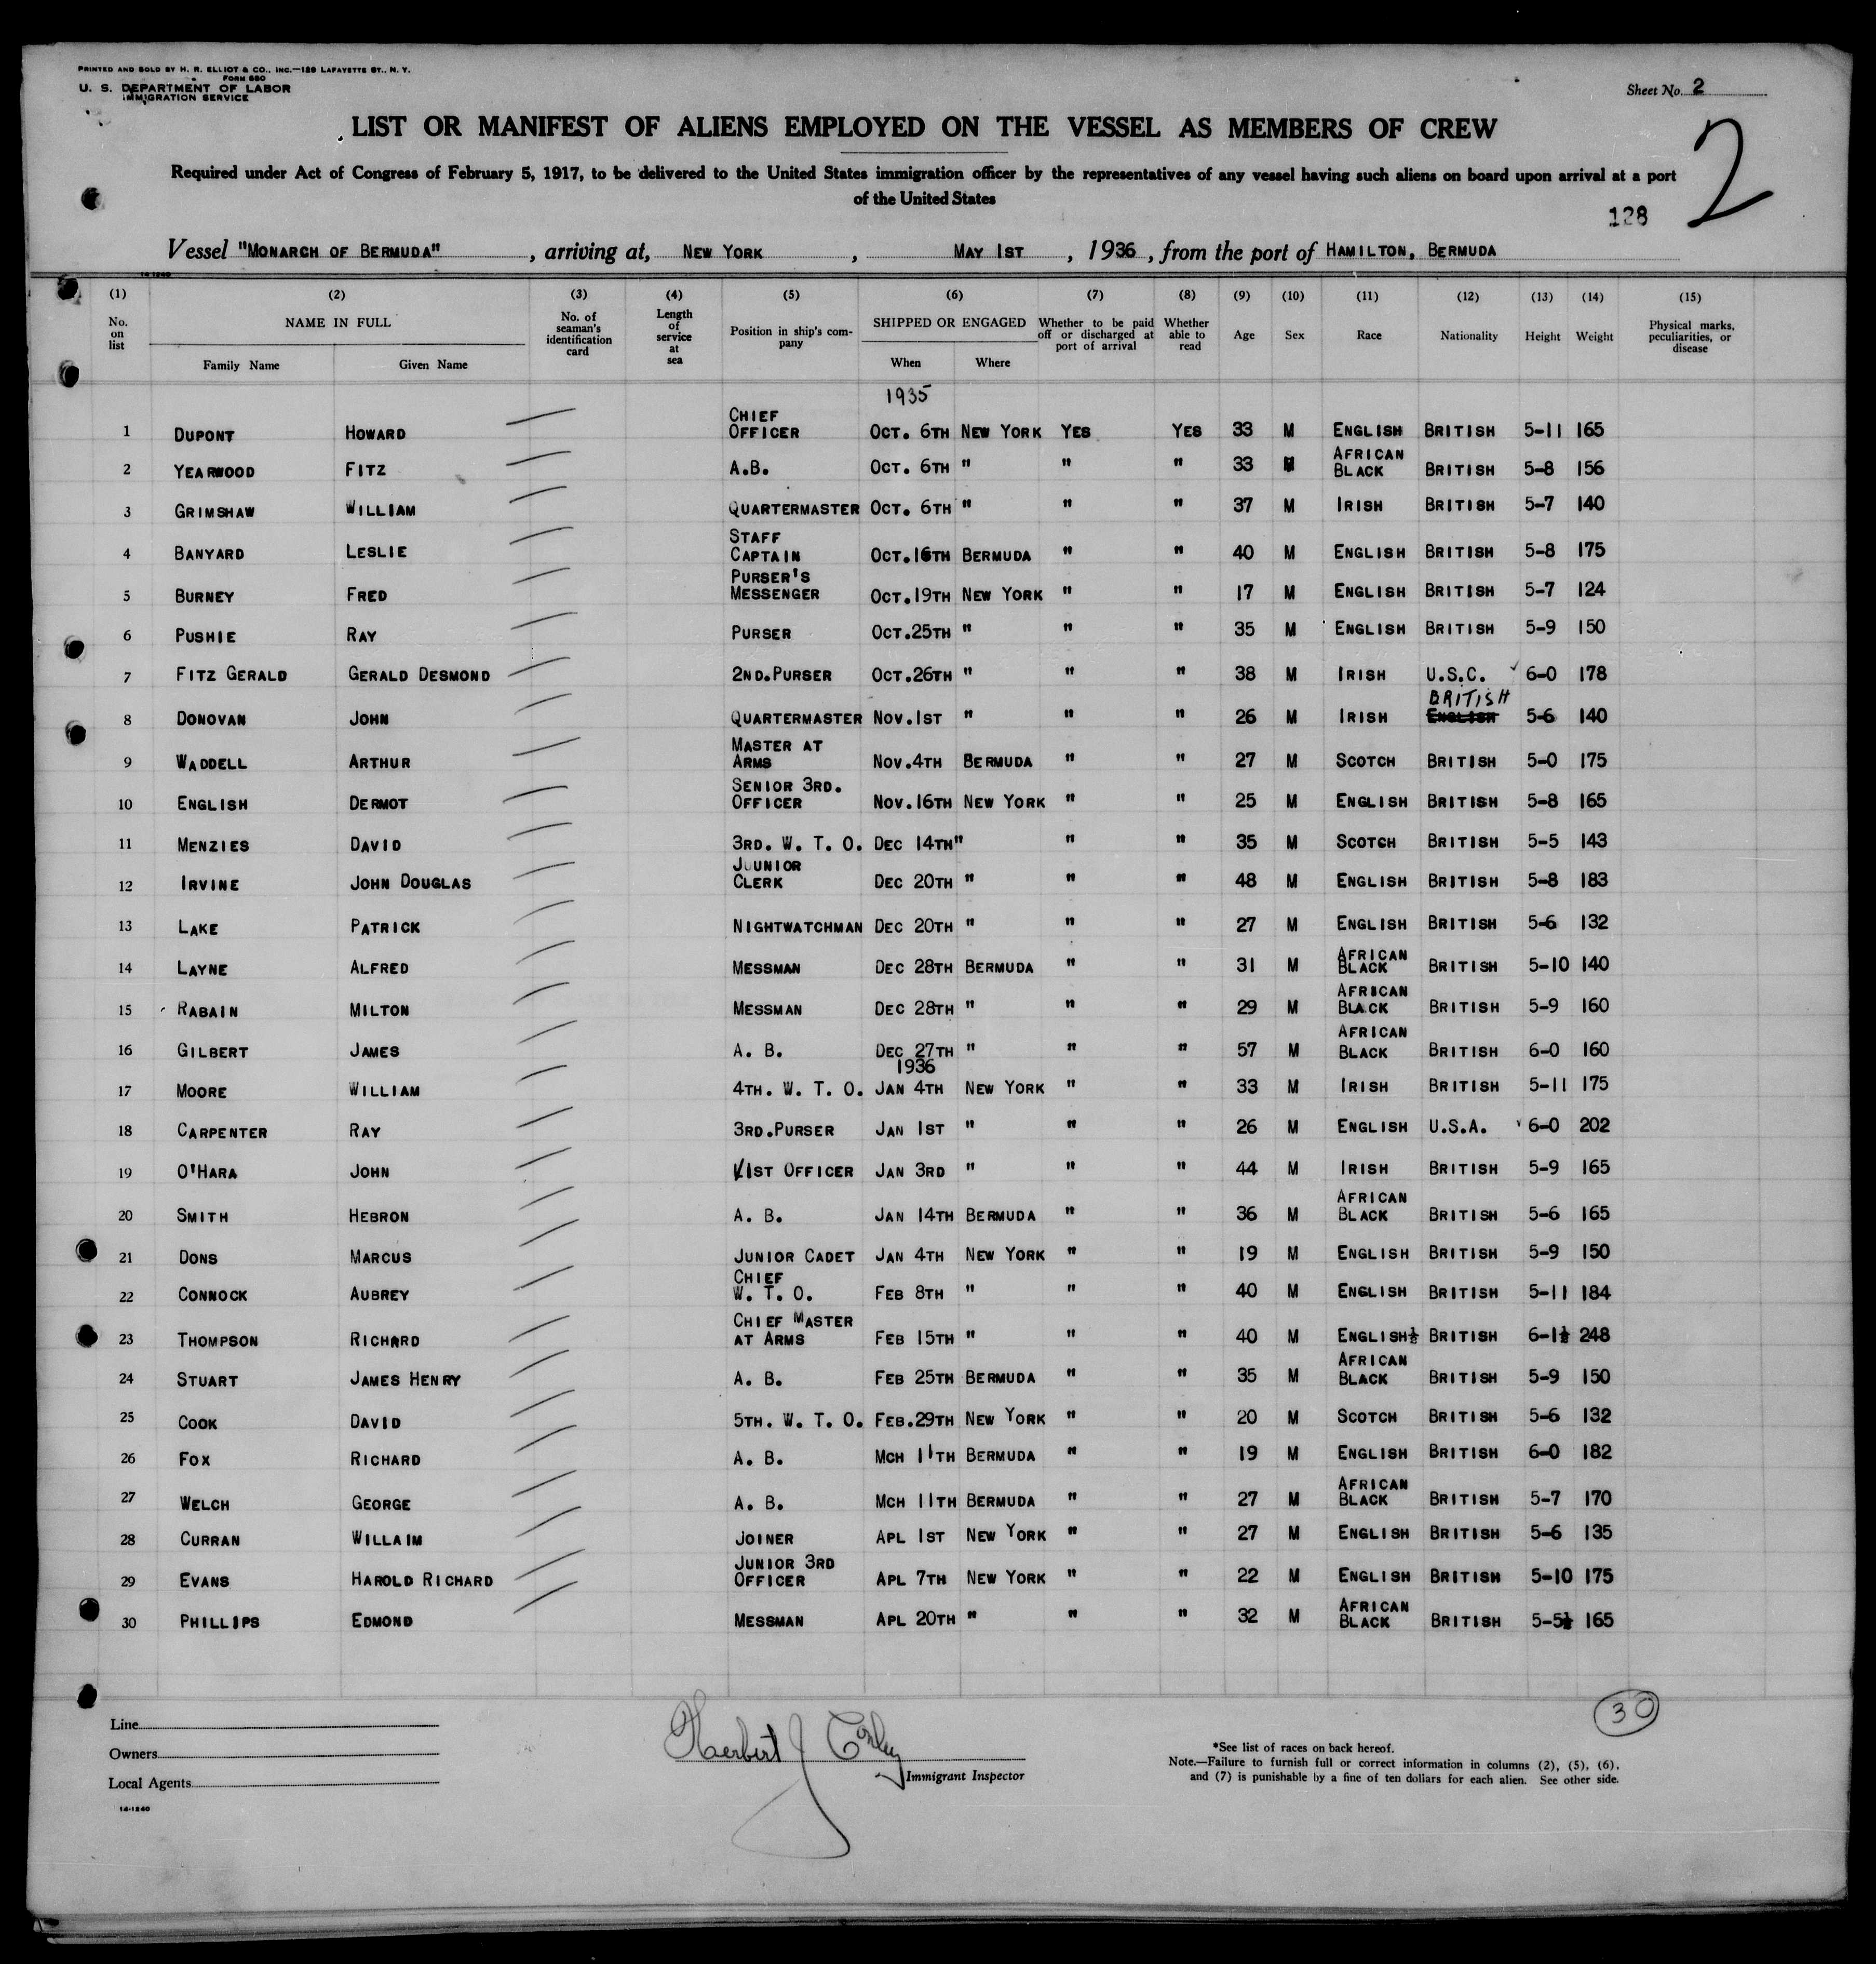 PRINTED AND SOLD BY H. R. ELLIOT & CO., INC.—129 LAFAYETTE ST., N. Y.
FORM 680
U. S. DEPARTMENT OF LABOR
IMMIGRATION SERVICE
Sheet No. 2
LIST OR MANIFEST OF ALIENS EMPLOYED ON THE VESSEL AS MEMBERS OF CREW
2
Required under Act of Congress of February 5, 1917, to be delivered to the United States immigration officer by the representatives of any vessel having such aliens on board upon arrival at a port
of the United States
128
Vessel "MONARCH OF BERMUDA", arriving at, NEW YORK, MAY 1ST, 1936, from the port of HAMILTON, BERMUDA
14-1240
(1) (2) (3) (4) (5) (6) (7) (8) (9) (10) (11) (12) (13) (14) (15)
No. on list NAME IN FULL No. of seaman's identification card Length of service at sea Position in ship's company SHIPPED OR ENGAGED Whether to be paid off or discharged at port of arrival Whether able to read Age Sex Race Nationality Height Weight Physical marks, peculiarities, or disease
Family Name Given Name When Where
1935
1 DUPONT HOWARD CHIEF OFFICER OCT. 6TH NEW YORK YES YES 33 M ENGLISH BRITISH 5-11 165
2 YEARWOOD FITZ A.B. OCT. 6TH " " " 33 M AFRICAN BLACK BRITISH 5-8 156
3 GRIMSHAW WILLIAM QUARTERMASTER OCT. 6TH " " " 37 M IRISH BRITISH 5-7 140
4 BANYARD LESLIE STAFF CAPTAIN OCT.16TH BERMUDA " " 40 M ENGLISH BRITISH 5-8 175
5 BURNEY FRED PURSER'S MESSENGER OCT.19TH NEW YORK " " 17 M ENGLISH BRITISH 5-7 124
6 PUSHIE RAY PURSER OCT.25TH " " " 35 M ENGLISH BRITISH 5-9 150
7 FITZ GERALD GERALD DESMOND 2ND.PURSER OCT.26TH " " " 38 M IRISH U.S.C. ✓ 6-0 178
8 DONOVAN JOHN QUARTERMASTER NOV.1ST " " " 26 M IRISH BRITISH ENGLISH 5-6 140
9 WADDELL ARTHUR MASTER AT ARMS NOV.4TH BERMUDA " " 27 M SCOTCH BRITISH 5-0 175
10 ENGLISH DERMOT SENIOR 3RD. OFFICER NOV.16TH NEW YORK " " 25 M ENGLISH BRITISH 5-8 165
11 MENZIES DAVID 3RD. W. T. O. DEC 14TH " " " 35 M SCOTCH BRITISH 5-5 143
12 IRVINE JOHN DOUGLAS JUUNIOR CLERK DEC 20TH " " " 48 M ENGLISH BRITISH 5-8 183
13 LAKE PATRICK NIGHTWATCHMAN DEC 20TH " " " 27 M ENGLISH BRITISH 5-6 132
14 LAYNE ALFRED MESSMAN DEC 28TH BERMUDA " " 31 M AFRICAN BLACK BRITISH 5-10 140
15 RABAIN MILTON MESSMAN DEC 28TH " " " 29 M AFRICAN BLACK BRITISH 5-9 160
16 GILBERT JAMES A. B. DEC 27TH " " " 57 M AFRICAN BLACK BRITISH 6-0 160
1936
17 MOORE WILLIAM 4TH. W. T. O. JAN 4TH NEW YORK " " 33 M IRISH BRITISH 5-11 175
18 CARPENTER RAY 3RD.PURSER JAN 1ST " " " 26 M ENGLISH U.S.A. ✓ 6-0 202
19 O'HARA JOHN 1ST OFFICER JAN 3RD " " " 44 M IRISH BRITISH 5-9 165
20 SMITH HEBRON A. B. JAN 14TH BERMUDA " " 36 M AFRICAN BLACK BRITISH 5-6 165
21 DONS MARCUS JUNIOR CADET JAN 4TH NEW YORK " " 19 M ENGLISH BRITISH 5-9 150
22 CONNOCK AUBREY CHIEF W. T. O. FEB 8TH " " " 40 M ENGLISH BRITISH 5-11 184
23 THOMPSON RICHARD CHIEF MASTER AT ARMS FEB 15TH " " " 40 M ENGLISH½ BRITISH 6-1½ 248
24 STUART JAMES HENRY A. B. FEB 25TH BERMUDA " " 35 M AFRICAN BLACK BRITISH 5-9 150
25 COOK DAVID 5TH. W. T. O. FEB.29TH NEW YORK " " 20 M SCOTCH BRITISH 5-6 132
26 FOX RICHARD A. B. MCH 11TH BERMUDA " " 19 M ENGLISH BRITISH 6-0 182
27 WELCH GEORGE A. B. MCH 11TH BERMUDA " " 27 M AFRICAN BLACK BRITISH 5-7 170
28 CURRAN WILLAIM JOINER APL 1ST NEW YORK " " 27 M ENGLISH BRITISH 5-6 135
29 EVANS HAROLD RICHARD JUNIOR 3RD OFFICER APL 7TH NEW YORK " " 22 M ENGLISH BRITISH 5-10 175
30 PHILLIPS EDMOND MESSMAN APL 20TH " " " 32 M AFRICAN BLACK BRITISH 5-5½ 165
30
Line
Owners
Local Agents
14-1240
Herbert J Conley
Immigrant Inspector
*See list of races on back hereof.
Note.—Failure to furnish full or correct information in columns (2), (5), (6),
and (7) is punishable by a fine of ten dollars for each alien. See other side.